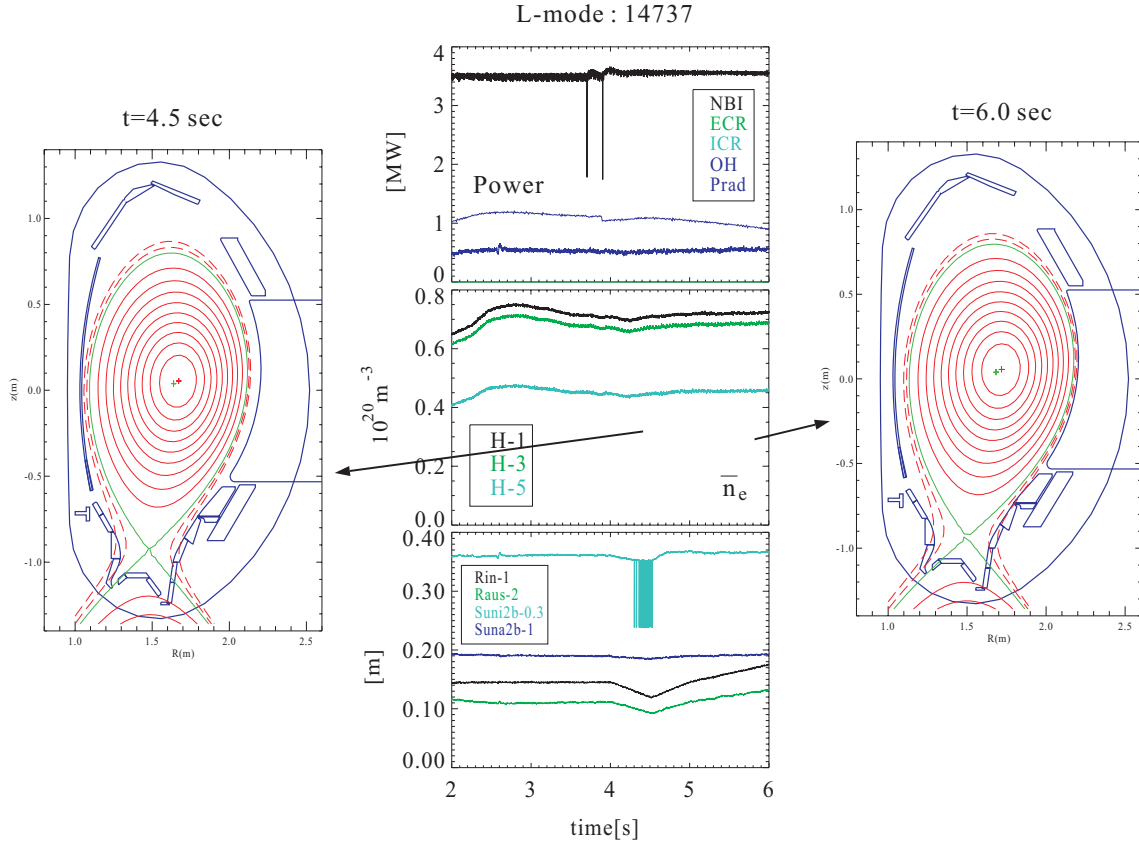 L-mode : 14737
t=4.5 sec
1.0
0.5
0.0
-0.5
-1.0
z(m)
1.0
1.5
2.0
2.5
R(m)
4
3
2
1
0
[MW]
Power
NBI
ECR
ICR
OH
Prad
0.8
0.6
0.4
0.2
0.0
10^20 m^-3
H-1
H-3
H-5
n̅e
0.40
0.30
0.20
0.10
0.00
[m]
Rin-1
Raus-2
Suni2b-0.3
Suna2b-1
2
3
4
5
6
time[s]
t=6.0 sec
1.0
0.5
0.0
-0.5
-1.0
z(m)
1.0
1.5
2.0
2.5
R(m)